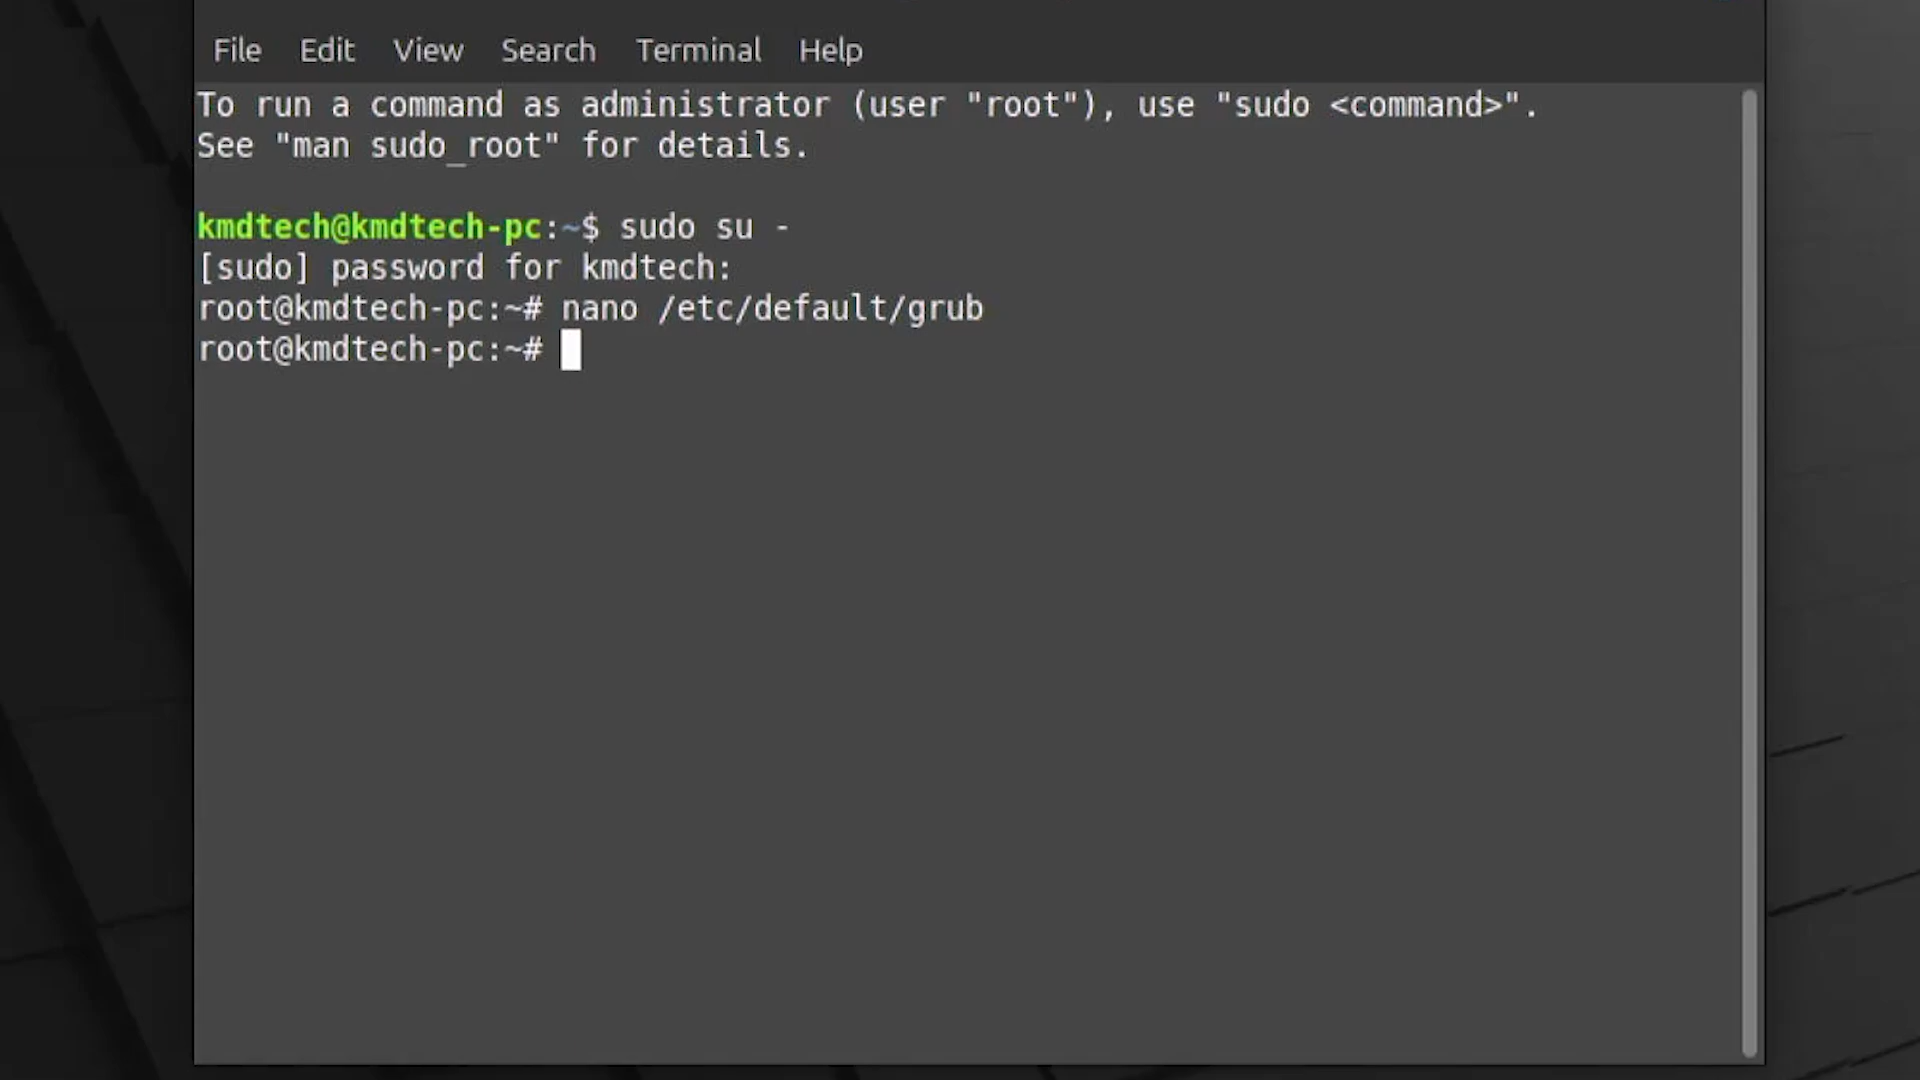 File Edit View Search Terminal Help
To run a command as administrator (user "root"), use "sudo <command>".
See "man sudo_root" for details.
kmdtech@kmdtech-pc:~$ sudo su -
[sudo] password for kmdtech:
root@kmdtech-pc:~# nano /etc/default/grub
root@kmdtech-pc:~#